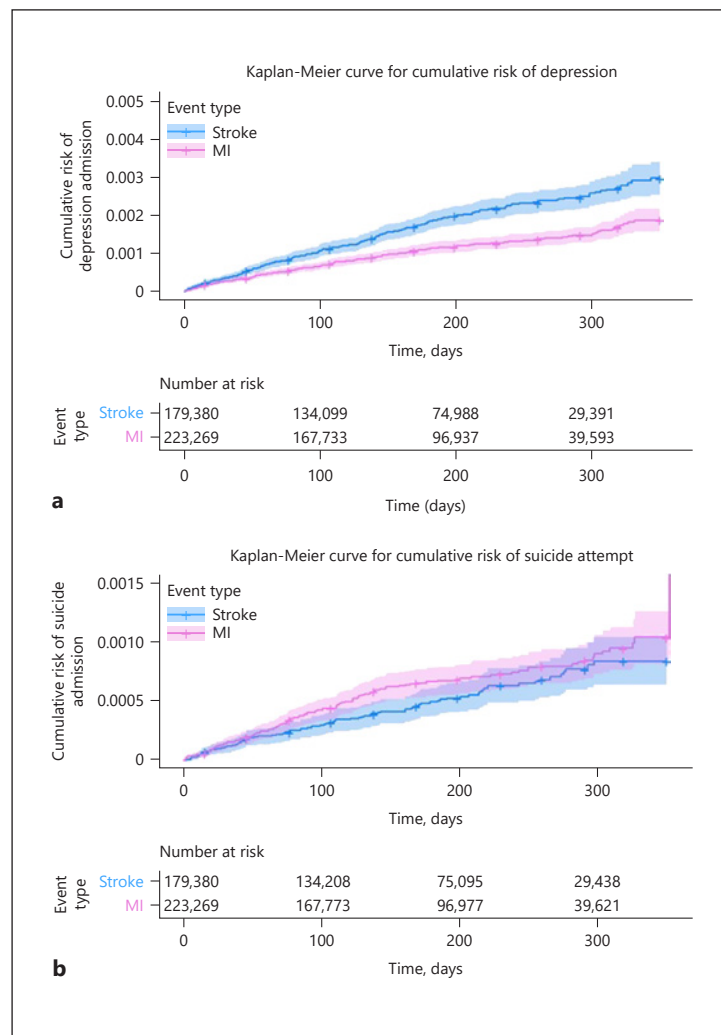 Kaplan-Meier curve for cumulative risk of depression
Cumulative risk of
depression admission
0.005
0.004
0.003
0.002
0.001
0
Event type
Stroke
MI
0 100 200 300
Time, days
Number at risk
Event
type
Stroke 179,380 134,099 74,988 29,391
MI 223,269 167,733 96,937 39,593
0 100 200 300
Time (days)
a
Kaplan-Meier curve for cumulative risk of suicide attempt
Cumulative risk of suicide
admission
0.0015
0.0010
0.0005
0
Event type
Stroke
MI
0 100 200 300
Time, days
Number at risk
Event
type
Stroke 179,380 134,208 75,095 29,438
MI 223,269 167,773 96,977 39,621
0 100 200 300
Time, days
b